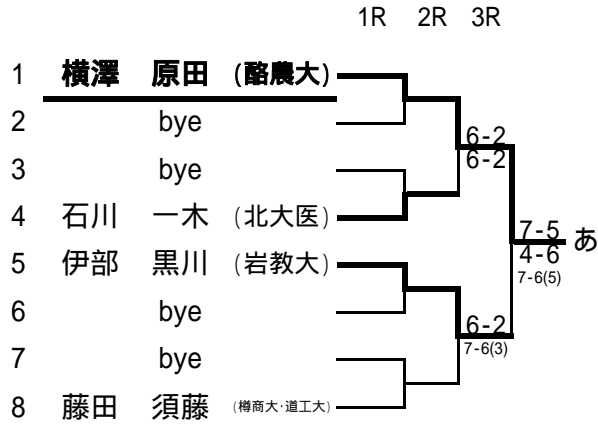 1R 2R 3R
1 横澤 原田 (酪農大)
2 bye
6-2
3 bye
6-2
4 石川 一木 (北大医)
7-5
あ
5 伊部 黒川 (岩教大)
4-6
7-6(5)
6 bye
6-2
7 bye
7-6(3)
8 藤田 須藤 (樽商大・道工大)